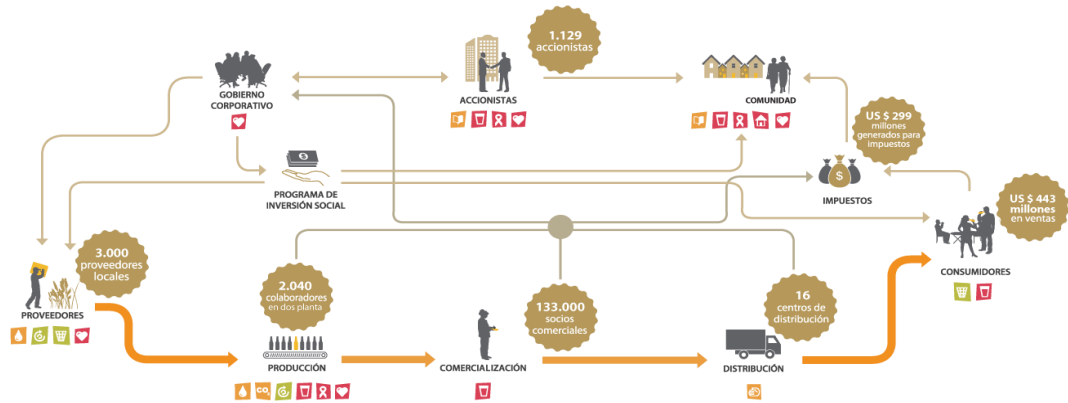 1.129
accionistas
GOBIERNO
CORPORATIVO
ACCIONISTAS
COMUNIDAD
US $ 299
millones
generados para
impuestos
PROGRAMA DE
INVERSIÓN SOCIAL
$
IMPUESTOS
US $ 443
millones
en ventas
3.000
proveedores
locales
CONSUMIDORES
2.040
colaboradores
en dos planta
133.000
socios
comerciales
16
centros de
distribución
PROVEEDORES
PRODUCCIÓN
COMERCIALIZACIÓN
DISTRIBUCIÓN
CO₂